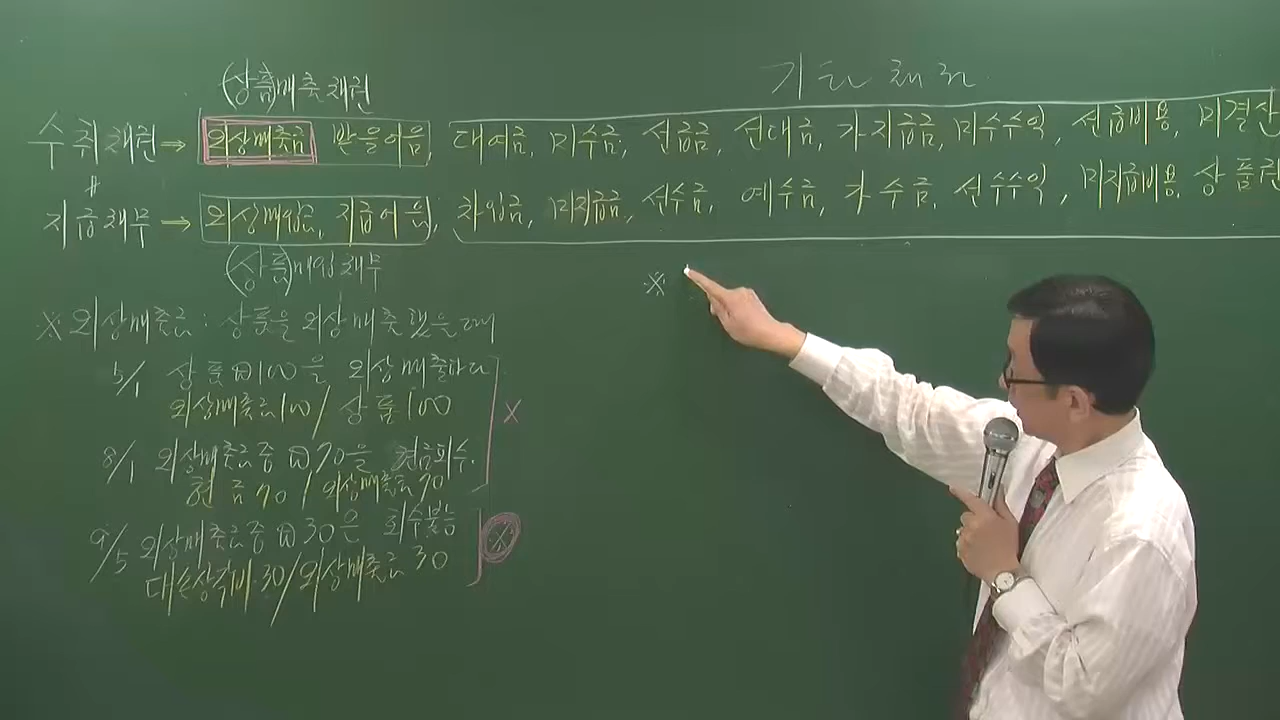 (상품)매출채권
기타 채권
수취채권 ⇒ 외상매출금 받을어음, 대여금, 미수금, 선급금, 선대금, 가지급금, 미수수익, 선급비용, 미결산
〃
지급채무 ⇒ 외상매입금, 지급어음, 차입금, 미지급금, 선수금, 예수금, 가수금, 선수수익, 미지급비용, 상품권
(상품)매입채무
※
※ 외상매출금 : 상품을 외상매출했을 때
5/1 상품 ₩100을 외상매출하다
외상매출금100 / 상품 100
×
8/1 외상매출금중 ₩70을 현금회수.
현금 70 / 외상매출금 70
9/5 외상매출금중 ₩30은 회수불능
대손상각비 30 / 외상매출금 30
×